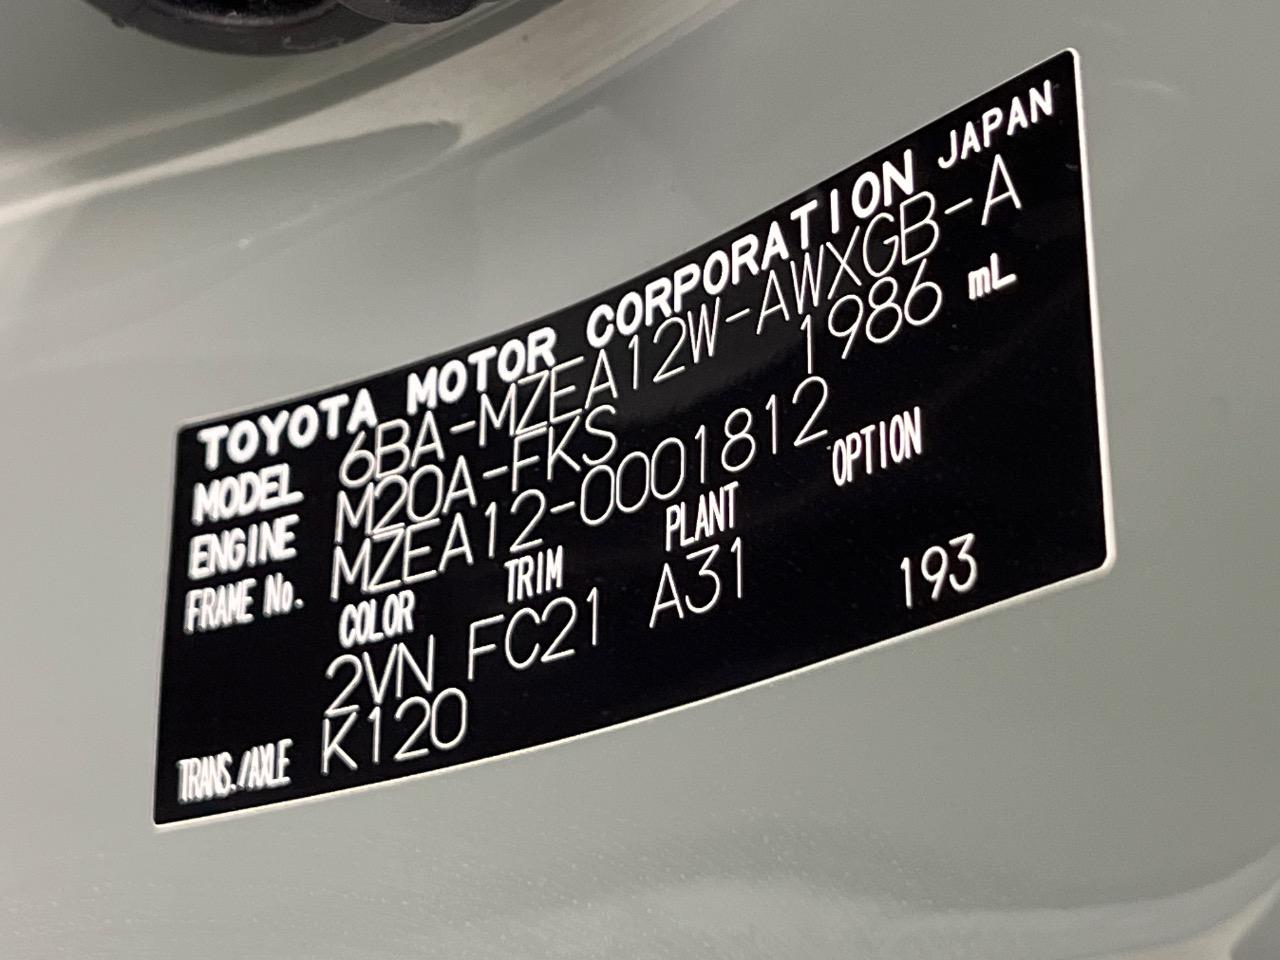 TOYOTA MOTOR CORPORATION JAPAN
MODEL 6BA-MZEA12W-AWXGB-A
ENGINE M20A-FKS 1986 mL
FRAME No. MZEA12-0001812
COLOR TRIM PLANT OPTION
2VN FC21 A31 193
TRANS./AXLE K120